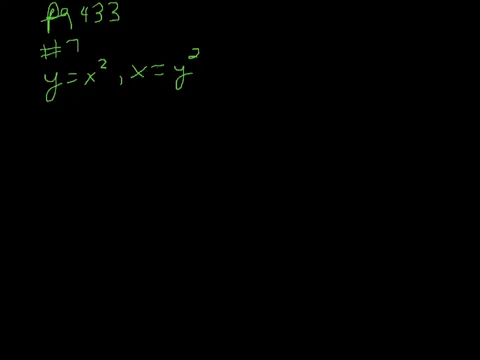 pg 433
#7
y = x², x = y²